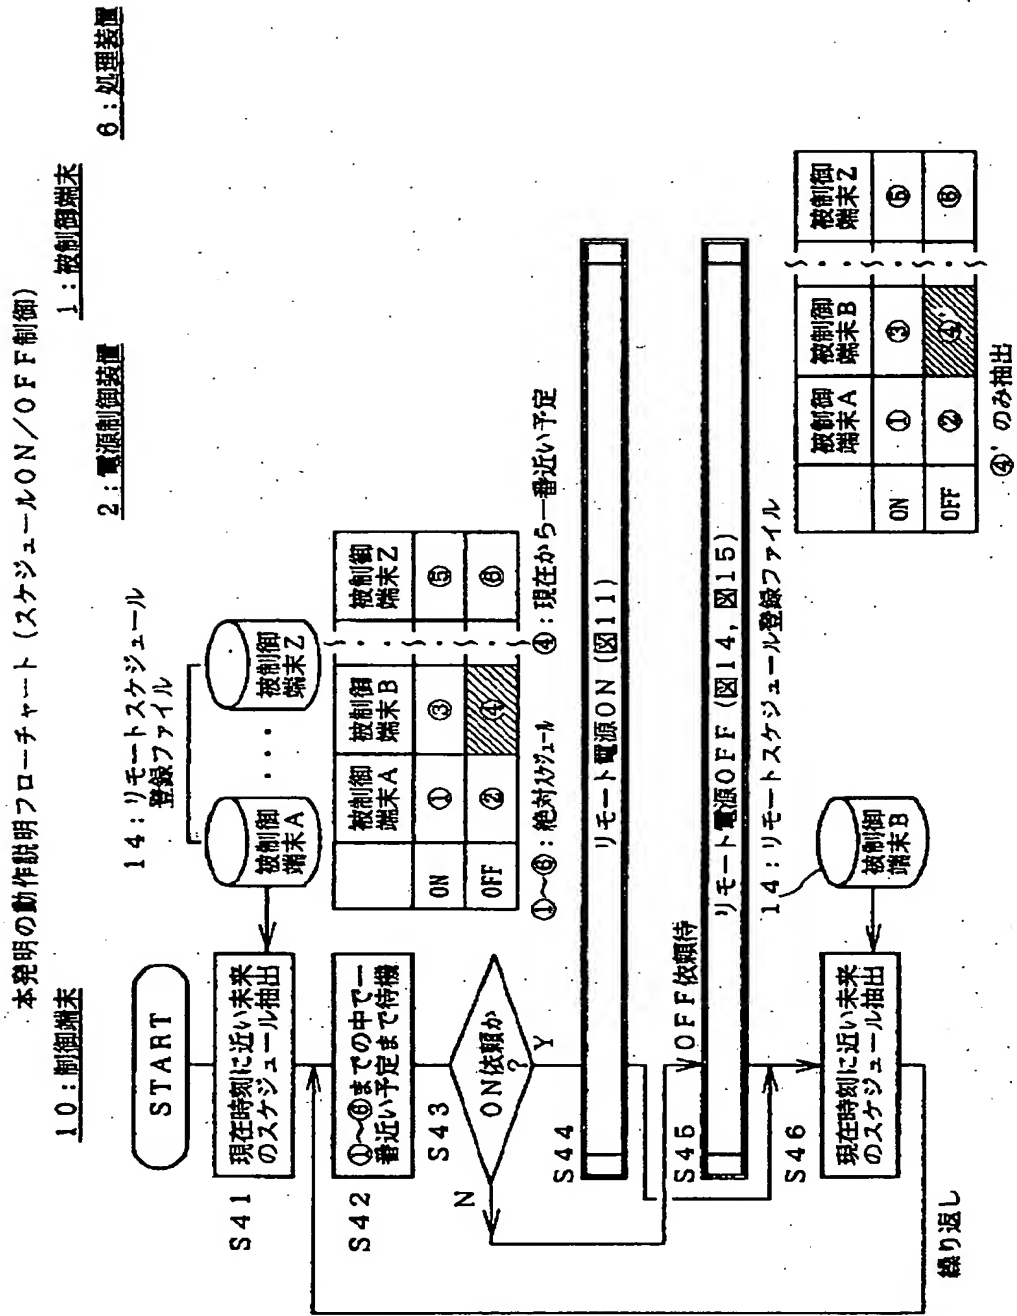 本発明の動作説明フローチャート(スケジュールON/OFF制御)
10:制御端末
2:電源制御装置
1:被制御端末
6:処理装置
START
14:リモートスケジュール
登録ファイル
被制御
端末A
・・・
被制御
端末Z
S41
現在時刻に近い未来
のスケジュール抽出
S42
①~⑥までの中で一
番近い予定まで待機
被制御
端末A
被制御
端末B
被制御
端末Z
ON
①
③
⑤
OFF
②
④
⑥
①~⑥:絶対スケジュール
④:現在から一番近い予定
S43
ON依頼か
?
N
Y
S44
リモート電源ON(図11)
OFF依頼待
S45
リモート電源OFF(図14,図15)
14:リモートスケジュール登録ファイル
被制御
端末B
S46
現在時刻に近い未来
のスケジュール抽出
繰り返し
被制御
端末A
被制御
端末B
被制御
端末Z
ON
①
③
⑤
OFF
②
④'
⑥
④'のみ抽出